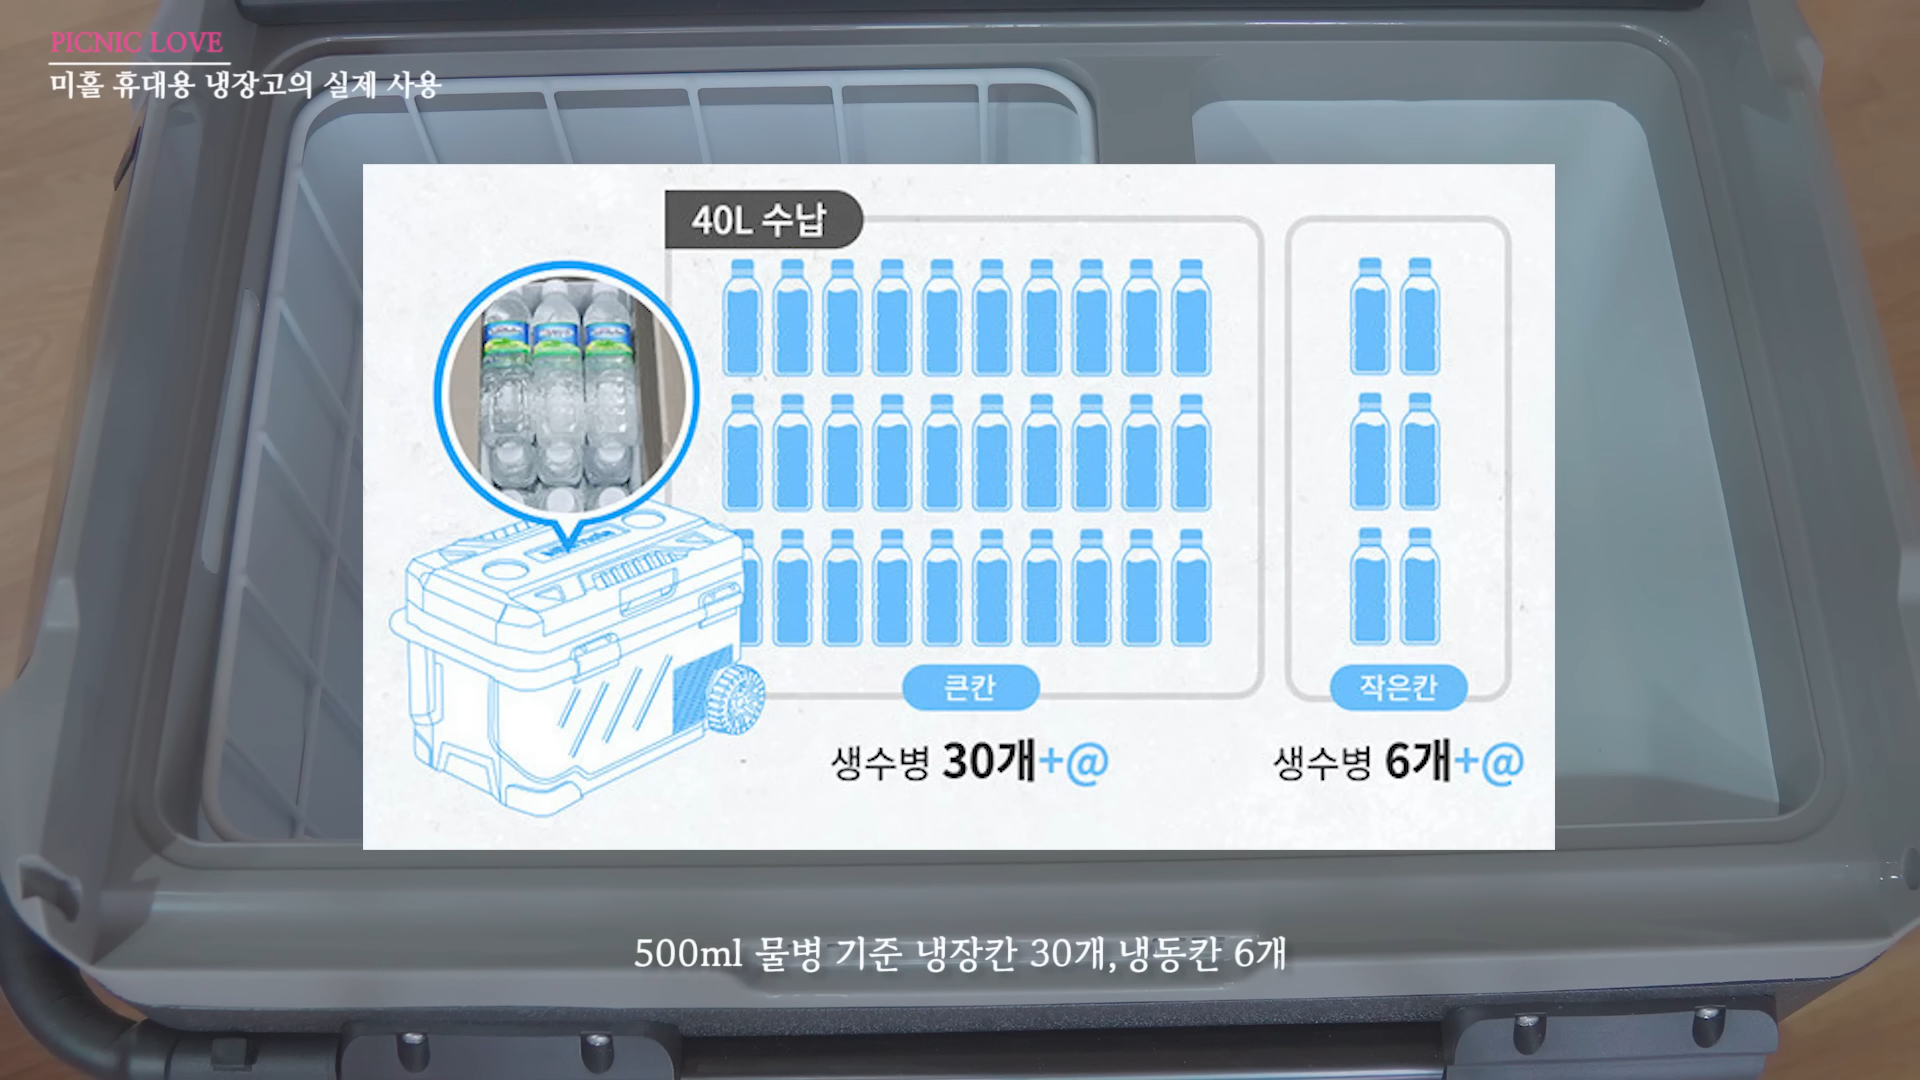 PICNIC LOVE
미홀 휴대용 냉장고의 실제 사용
40L 수납
큰칸
작은칸
생수병 30개+@
생수병 6개+@
500ml 물병 기준 냉장칸 30개,냉동칸 6개